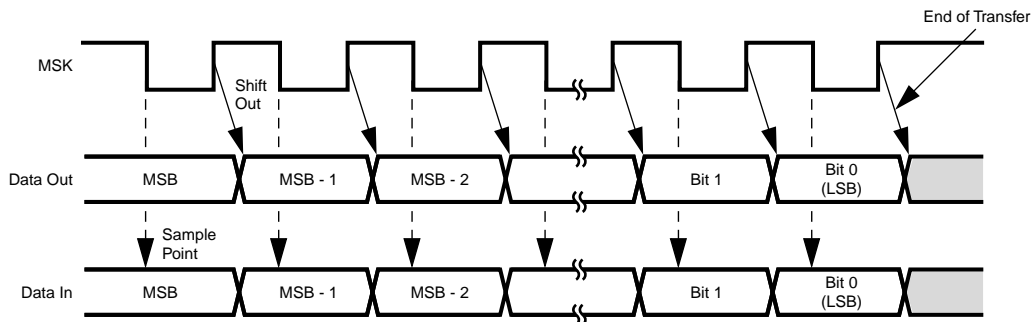 End of Transfer
MSK
Shift
Out
Data Out
MSB
MSB - 1
MSB - 2
Bit 1
Bit 0
(LSB)
Sample
Point
Data In
MSB
MSB - 1
MSB - 2
Bit 1
Bit 0
(LSB)